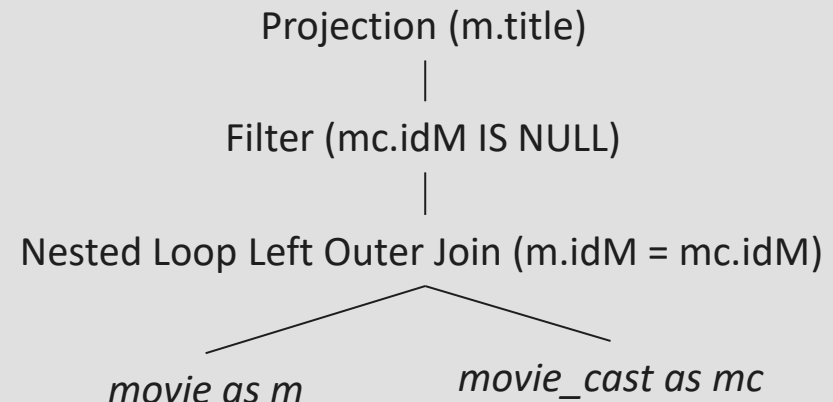 Projection (m.title)
Filter (mc.idM IS NULL)
Nested Loop Left Outer Join (m.idM = mc.idM)
movie as m
movie_cast as mc